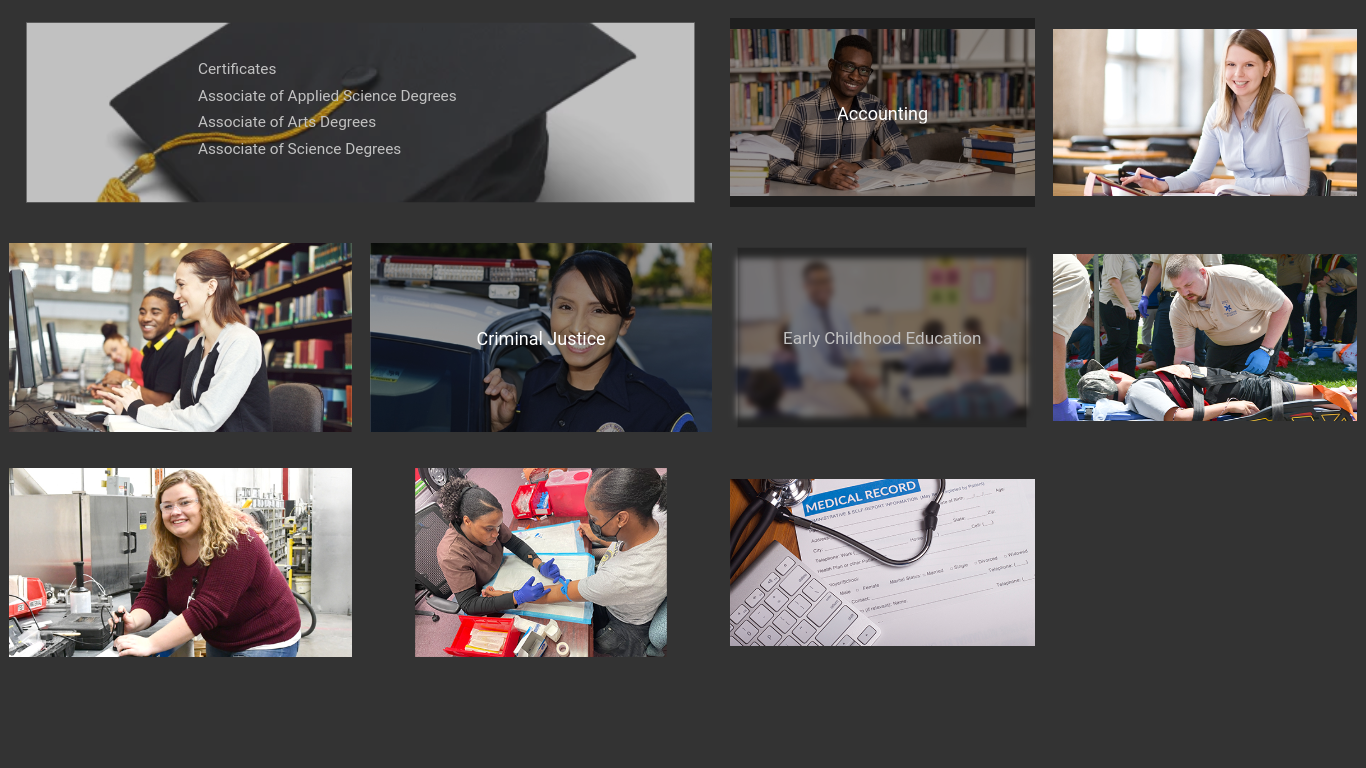 Certificates
Associate of Applied Science Degrees
Associate of Arts Degrees
Associate of Science Degrees
Accounting
Criminal Justice
Early Childhood Education
MEDICAL RECORD